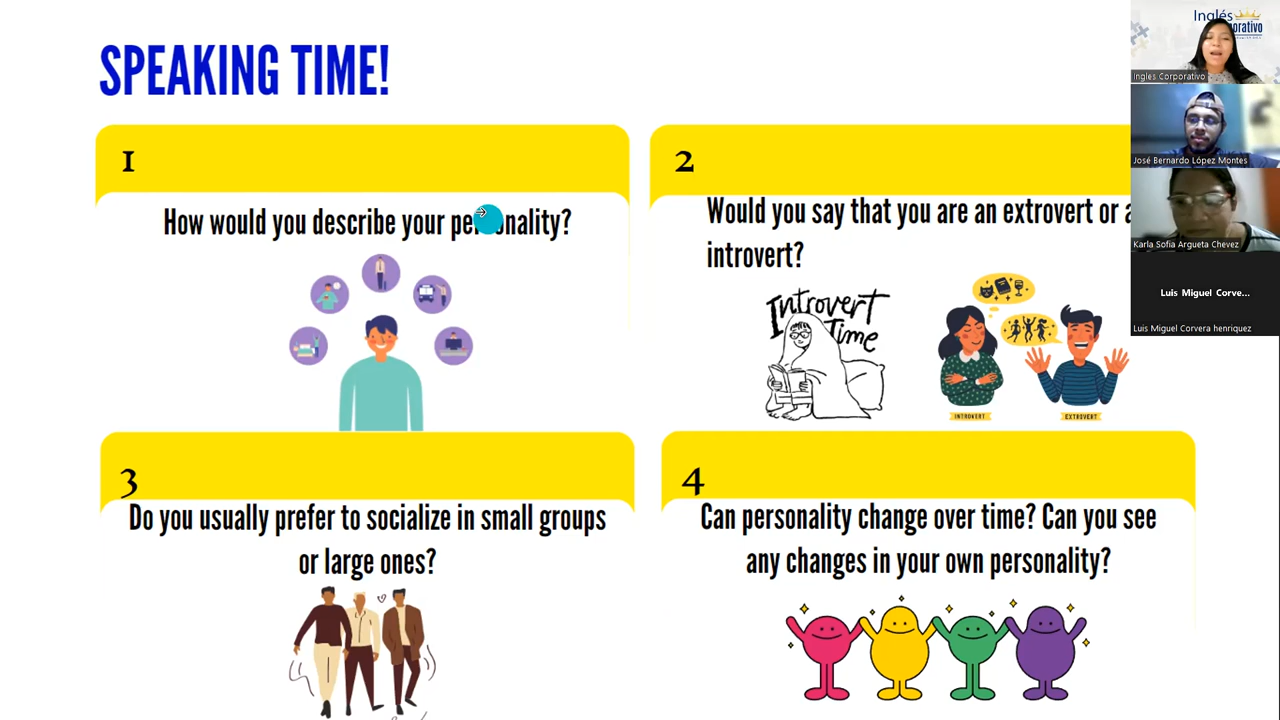 SPEAKING TIME!
1
How would you describe your personality?
2
Would you say that you are an extrovert or a
introvert?
Introvert
Time
INTROVERT
EXTROVERT
3
Do you usually prefer to socialize in small groups
or large ones?
4
Can personality change over time? Can you see
any changes in your own personality?
Inglés
orativo
Ingles Corporativo
José Bernardo López Montes
Karla Sofia Argueta Chevez
Luis Miguel Corve...
Luis Miguel Corvera henriquez